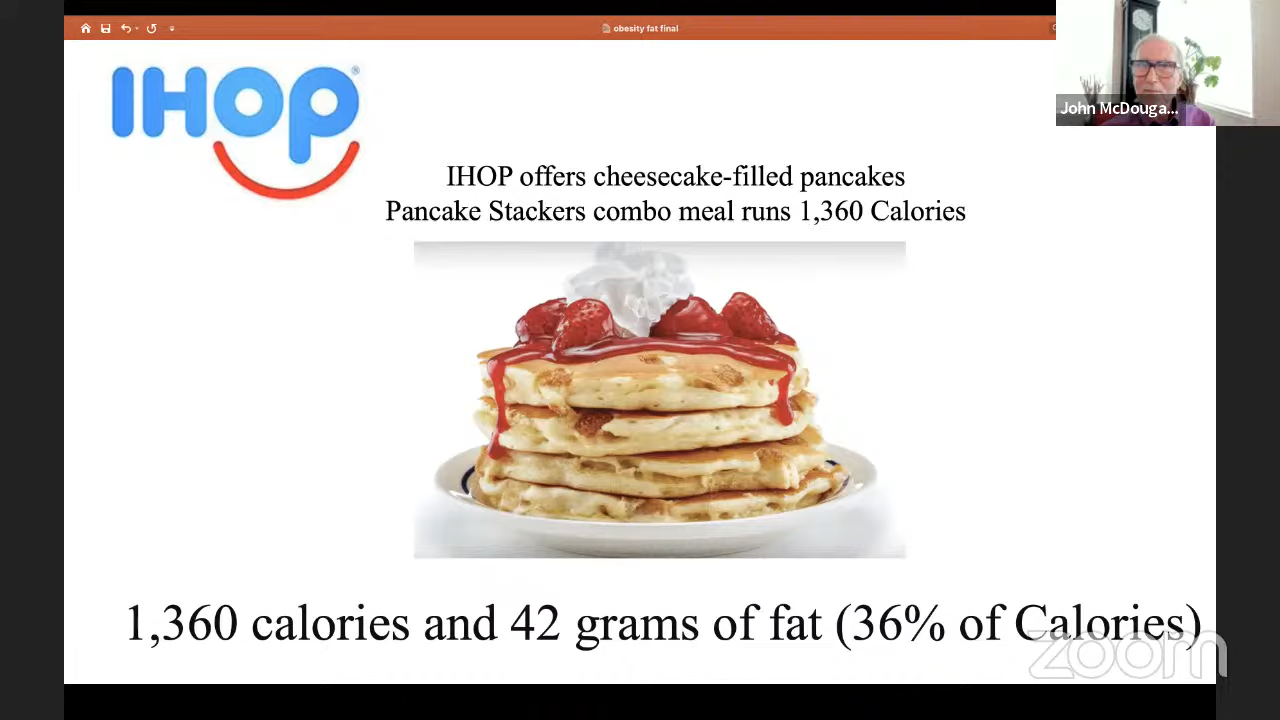 obesity fat final
John McDouga...
IHOP®
IHOP offers cheesecake-filled pancakes
Pancake Stackers combo meal runs 1,360 Calories
1,360 calories and 42 grams of fat (36% of Calories)
zoom